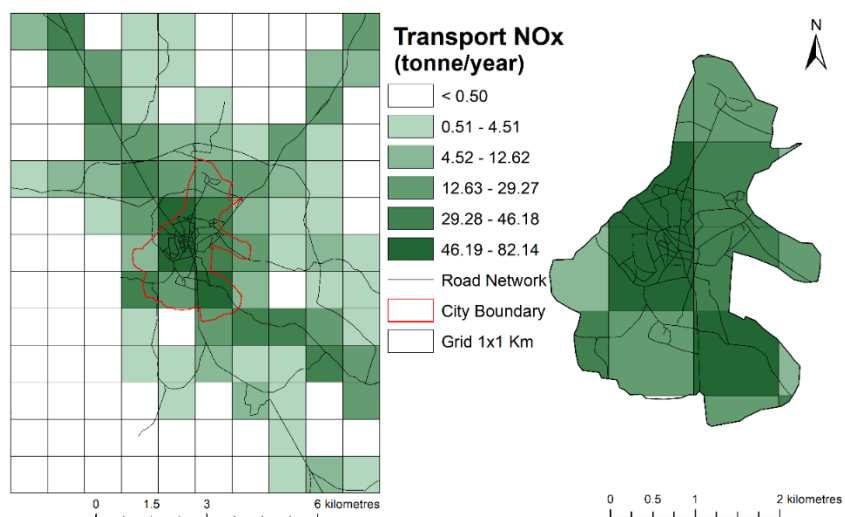 Transport NOx
(tonne/year)
< 0.50
0.51 - 4.51
4.52 - 12.62
12.63 - 29.27
29.28 - 46.18
46.19 - 82.14
Road Network
City Boundary
Grid 1x1 Km
N
0 1.5 3 6 kilometres
0 0.5 1 2 kilometres